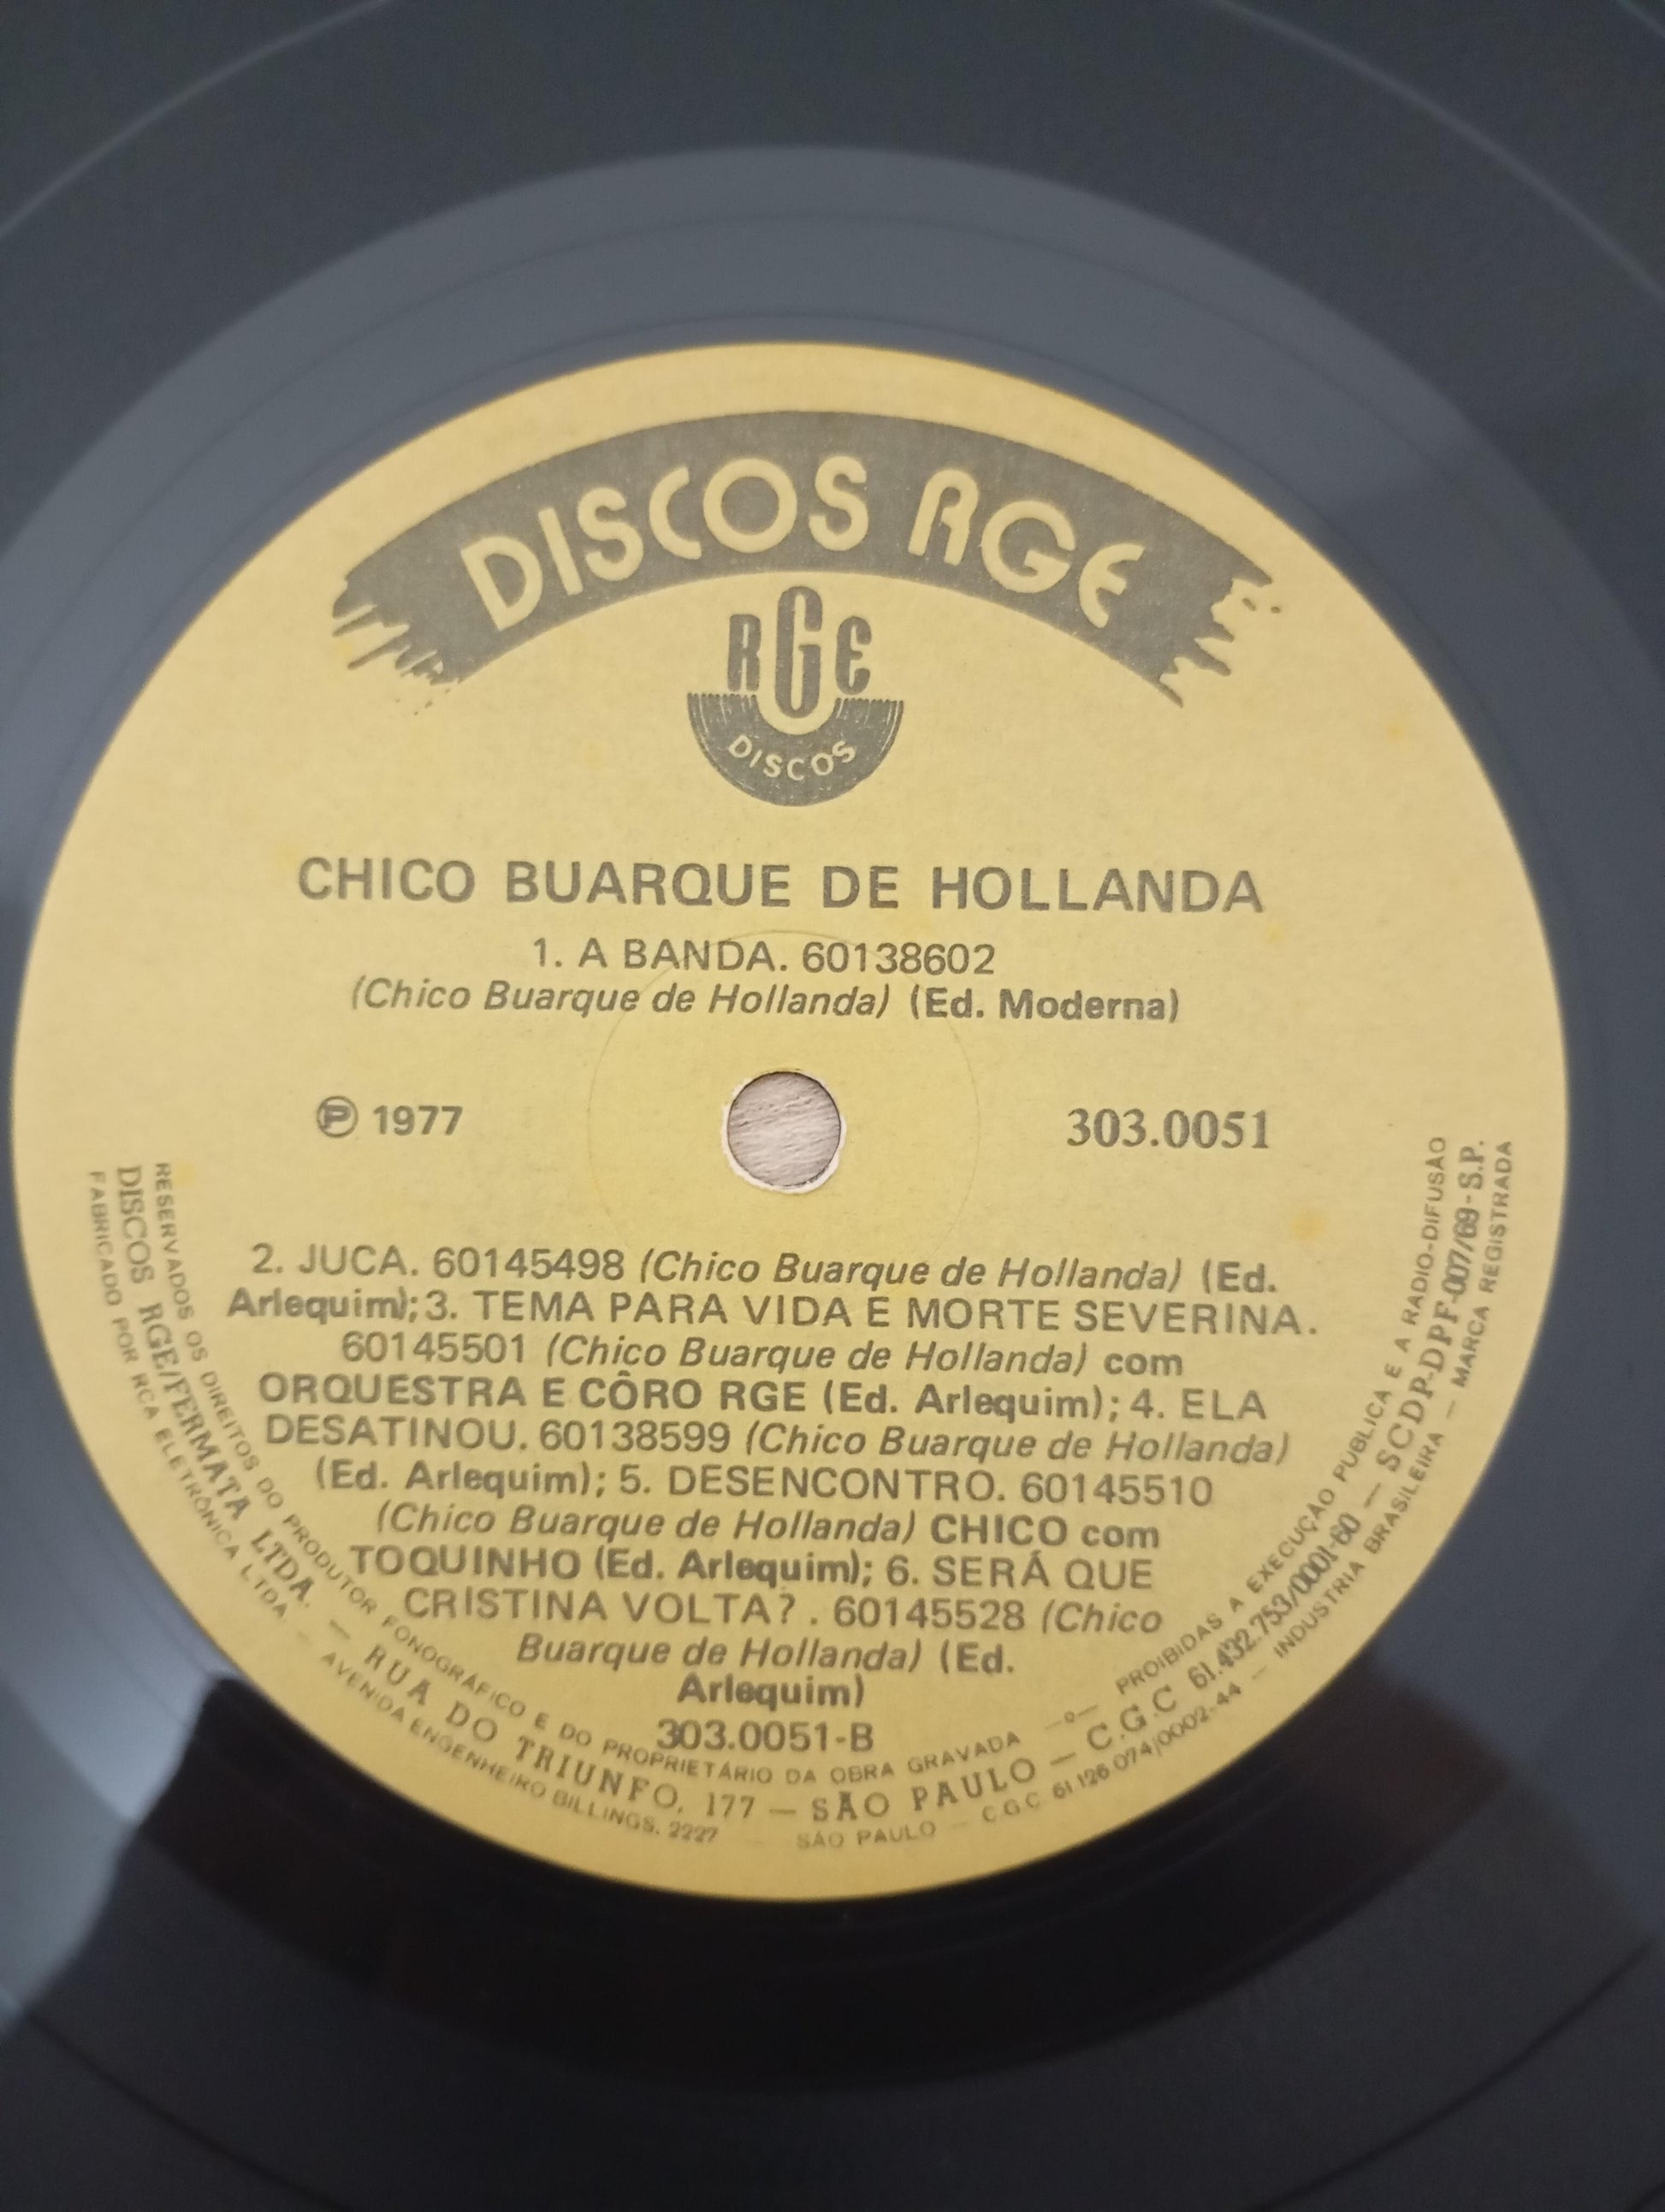 DISCOS RGE
RGE
DISCOS
CHICO BUARQUE DE HOLLANDA
1. A BANDA. 60138602
(Chico Buarque de Hollanda) (Ed. Moderna)
Ⓟ 1977
303.0051
2. JUCA. 60145498 (Chico Buarque de Hollanda) (Ed.
Arlequim); 3. TEMA PARA VIDA E MORTE SEVERINA.
60145501 (Chico Buarque de Hollanda) com
ORQUESTRA E CÔRO RGE (Ed. Arlequim); 4. ELA
DESATINOU. 60138599 (Chico Buarque de Hollanda)
(Ed. Arlequim); 5. DESENCONTRO. 60145510
(Chico Buarque de Hollanda) CHICO com
TOQUINHO (Ed. Arlequim); 6. SERÁ QUE
CRISTINA VOLTA? . 60145528 (Chico
Buarque de Hollanda) (Ed.
Arlequim)
303.0051-B
RESERVADOS OS DIREITOS DO PRODUTOR FONOGRÁFICO E DO PROPRIETÁRIO DA OBRA GRAVADA —o— PROIBIDAS A EXECUÇÃO PUBLICA E A RADIO-DIFUSÃO
DISCOS RGE/FERMATA LTDA. — RUA DO TRIUNFO, 177 — SÃO PAULO — C.G.C 61.432.753/0001-60 — SCDP-DPF-007/69-S.P.
FABRICADO POR RCA ELETRÔNICA LTDA. — AVENIDA ENGENHEIRO BILLINGS, 2227 — SÃO PAULO — C.G.C 61.126.074/0002-44 — INDUSTRIA BRASILEIRA — MARCA REGISTRADA